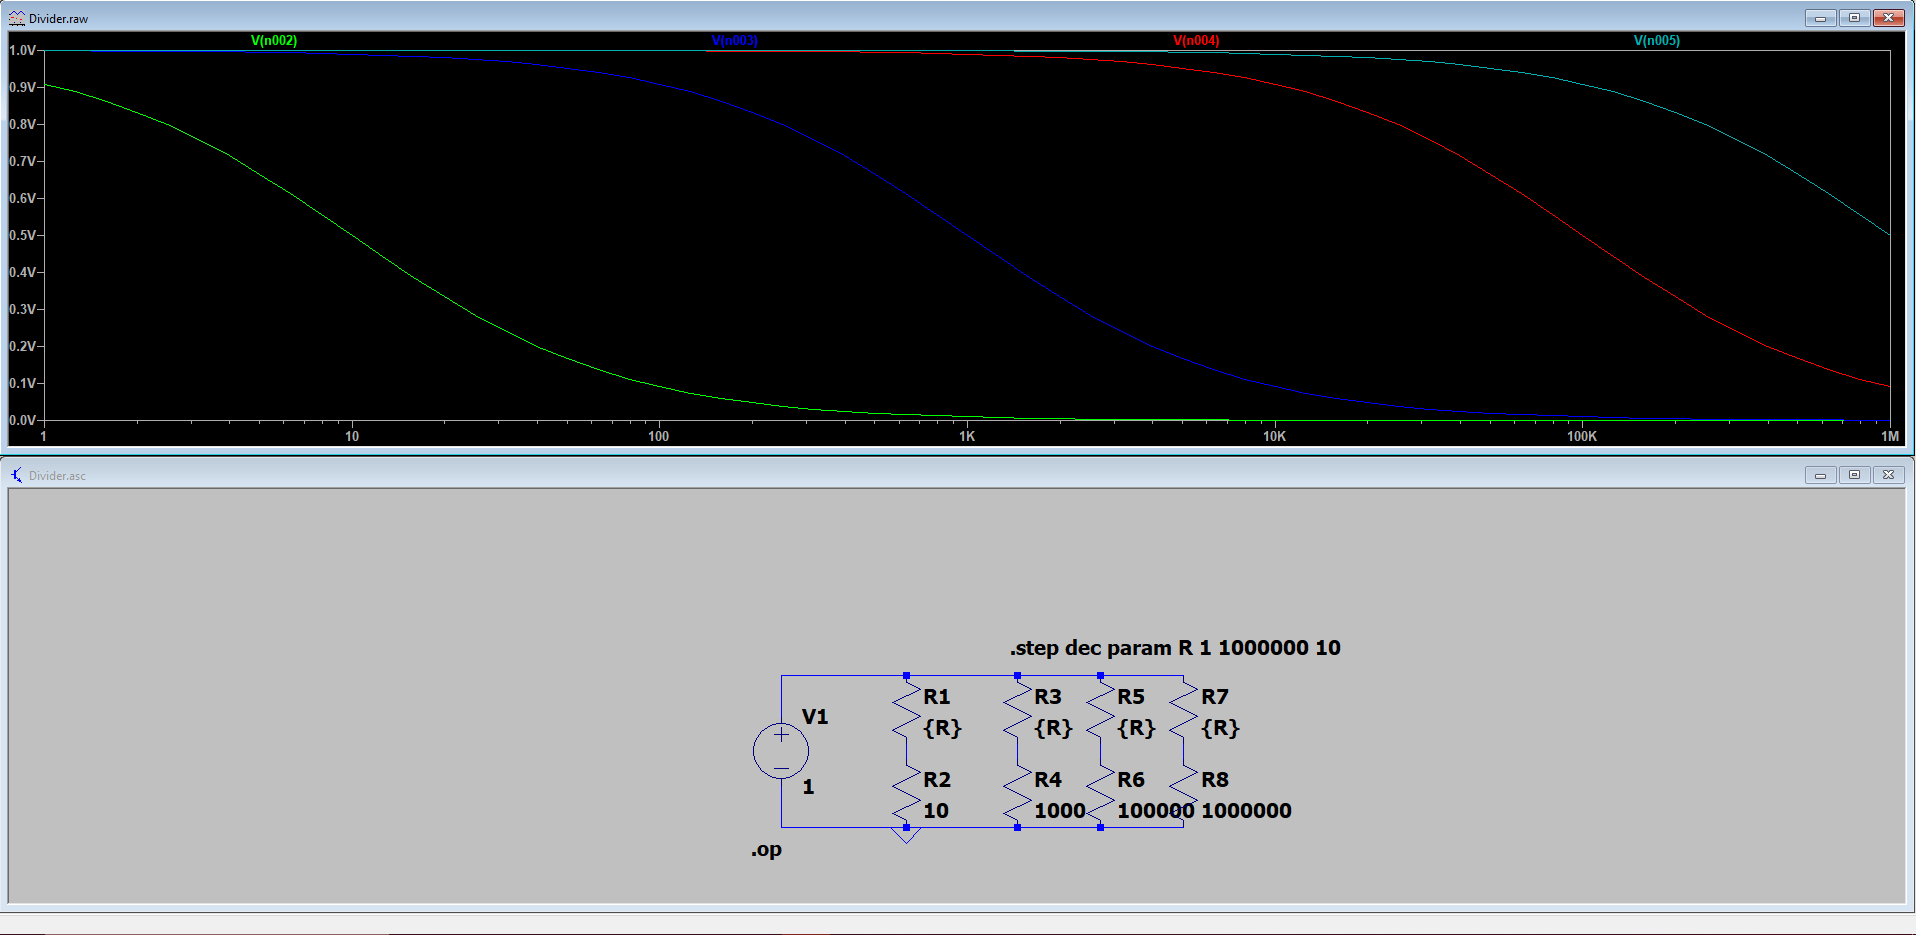 Divider.raw
V(n002) V(n003) V(n004) V(n005)
1.0V
0.9V
0.8V
0.7V
0.6V
0.5V
0.4V
0.3V
0.2V
0.1V
0.0V
1 10 100 1K 10K 100K 1M
Divider.asc
.step dec param R 1 1000000 10
R1 R3 R5 R7
V1
{R} {R} {R} {R}
R2 R4 R6 R8
1
10 1000 100000 1000000
.op